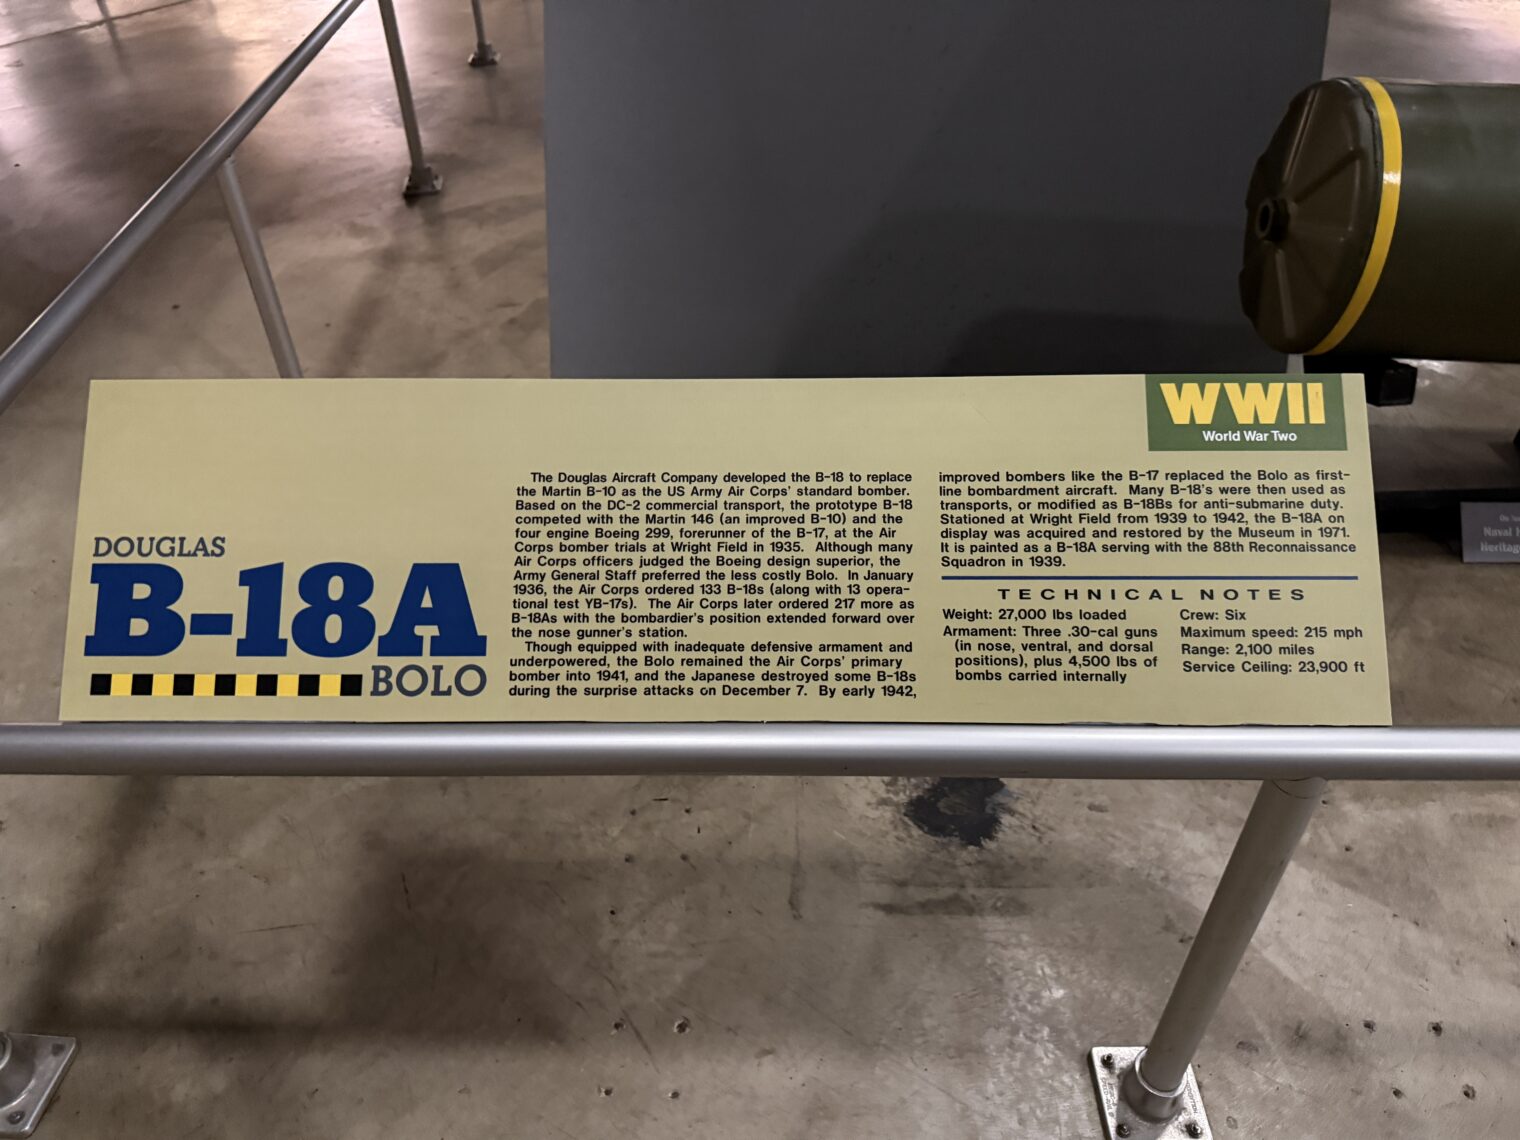 WWII
World War Two
DOUGLAS
B-18A
BOLO
The Douglas Aircraft Company developed the B-18 to replace
the Martin B-10 as the US Army Air Corps' standard bomber.
Based on the DC-2 commercial transport, the prototype B-18
competed with the Martin 146 (an improved B-10) and the
four engine Boeing 299, forerunner of the B-17, at the Air
Corps bomber trials at Wright Field in 1935. Although many
Air Corps officers judged the Boeing design superior, the
Army General Staff preferred the less costly Bolo. In January
1936, the Air Corps ordered 133 B-18s (along with 13 opera-
tional test YB-17s). The Air Corps later ordered 217 more as
B-18As with the bombardier's position extended forward over
the nose gunner's station.
Though equipped with inadequate defensive armament and
underpowered, the Bolo remained the Air Corps' primary
bomber into 1941, and the Japanese destroyed some B-18s
during the surprise attacks on December 7. By early 1942,
improved bombers like the B-17 replaced the Bolo as first-
line bombardment aircraft. Many B-18's were then used as
transports, or modified as B-18Bs for anti-submarine duty.
Stationed at Wright Field from 1939 to 1942, the B-18A on
display was acquired and restored by the Museum in 1971.
It is painted as a B-18A serving with the 88th Reconnaissance
Squadron in 1939.
TECHNICAL NOTES
Weight: 27,000 lbs loaded
Armament: Three .30-cal guns
(in nose, ventral, and dorsal
positions), plus 4,500 lbs of
bombs carried internally
Crew: Six
Maximum speed: 215 mph
Range: 2,100 miles
Service Ceiling: 23,900 ft
Naval
Heritage